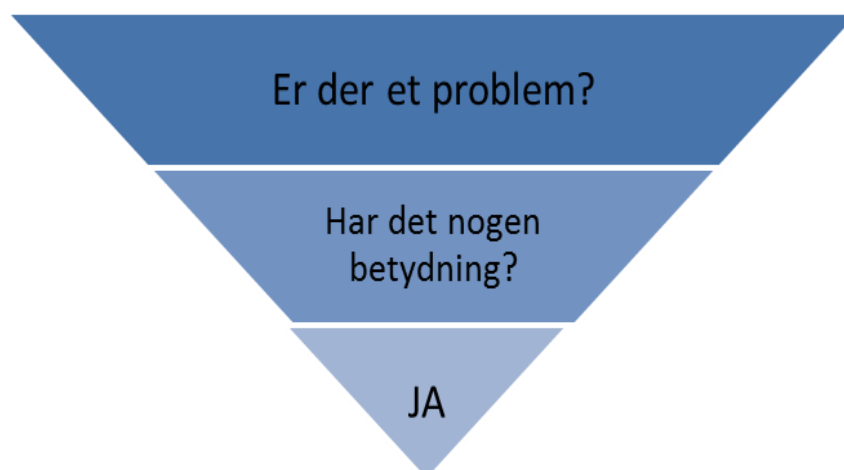 Er der et problem?
Har det nogen
betydning?
JA